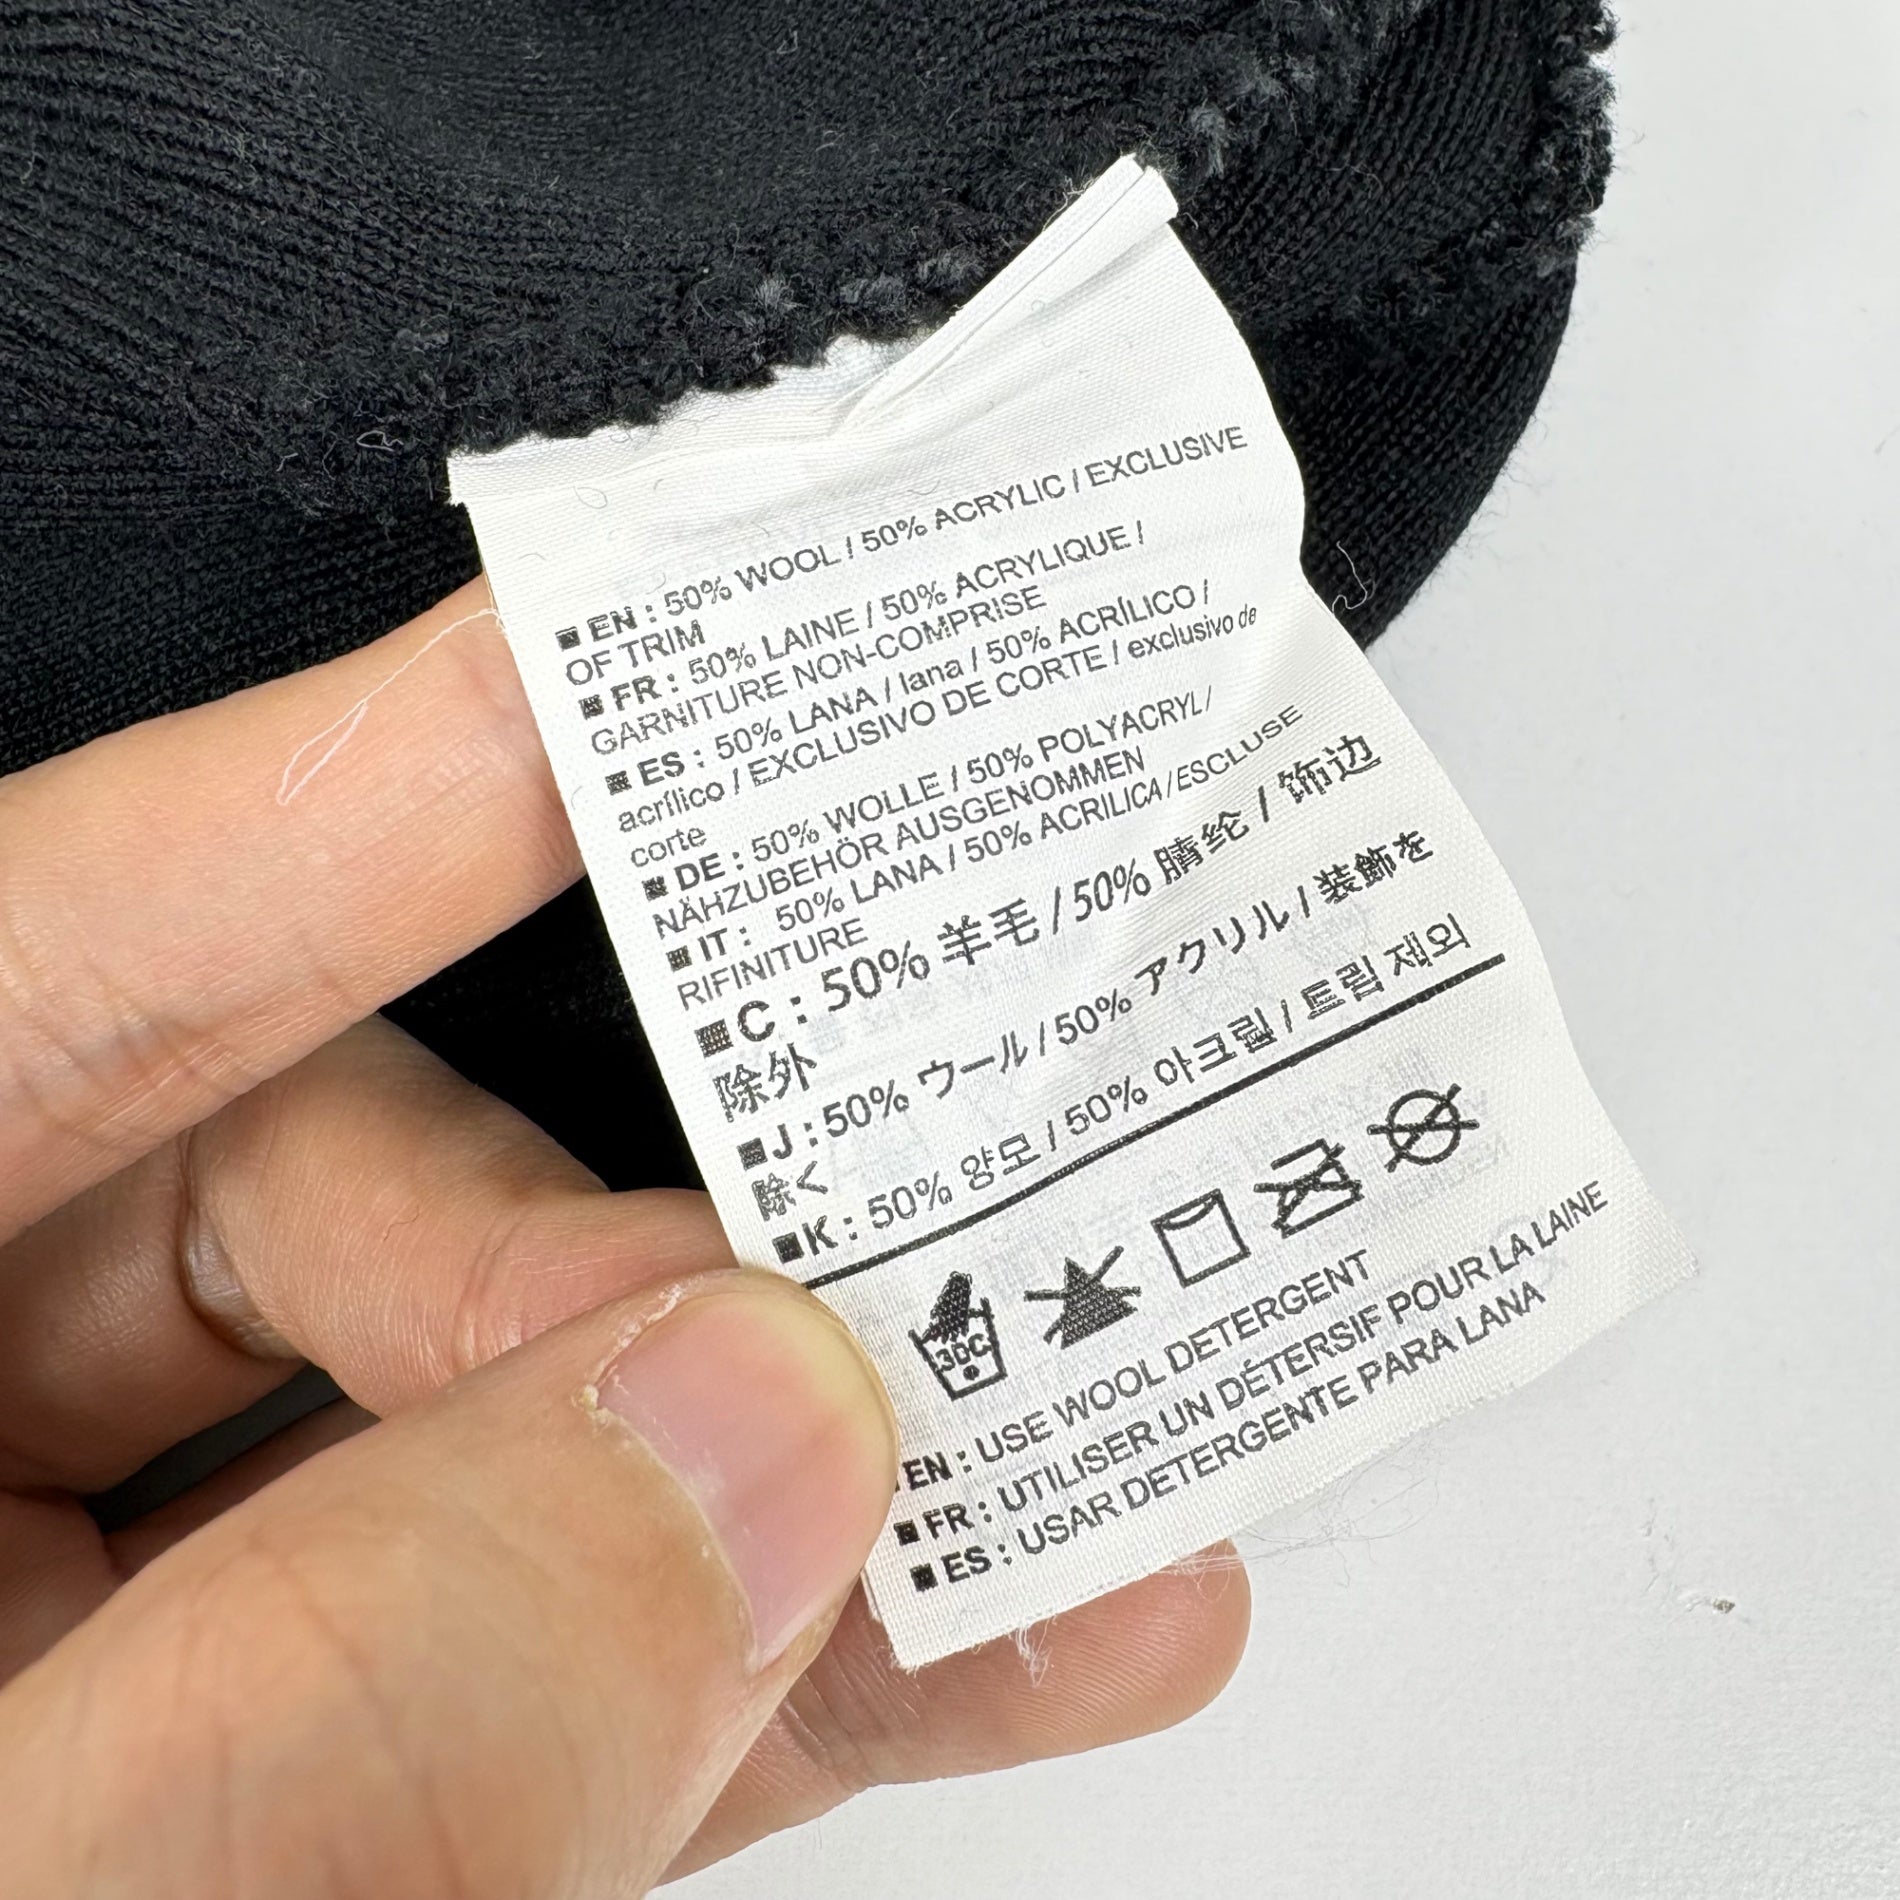 ■ EN : 50% WOOL / 50% ACRYLIC / EXCLUSIVE
OF TRIM
■ FR : 50% LAINE / 50% ACRYLIQUE /
GARNITURE NON-COMPRISE
■ ES : 50% LANA / lana / 50% ACRÍLICO /
acrílico / EXCLUSIVO DE CORTE / exclusivo de
corte
■ DE : 50% WOLLE / 50% POLYACRYL /
NÄHZUBEHÖR AUSGENOMMEN
■ IT : 50% LANA / 50% ACRILICA / ESCLUSE
RIFINITURE
■ C : 50% 羊毛 / 50% 腈纶 / 饰边
除外
■ J : 50% ウール / 50% アクリル / 装飾を
除く
■ K : 50% 양모 / 50% 아크릴 / 트림 제외
30C
EN : USE WOOL DETERGENT
■ FR : UTILISER UN DÉTERSIF POUR LA LAINE
■ ES : USAR DETERGENTE PARA LANA